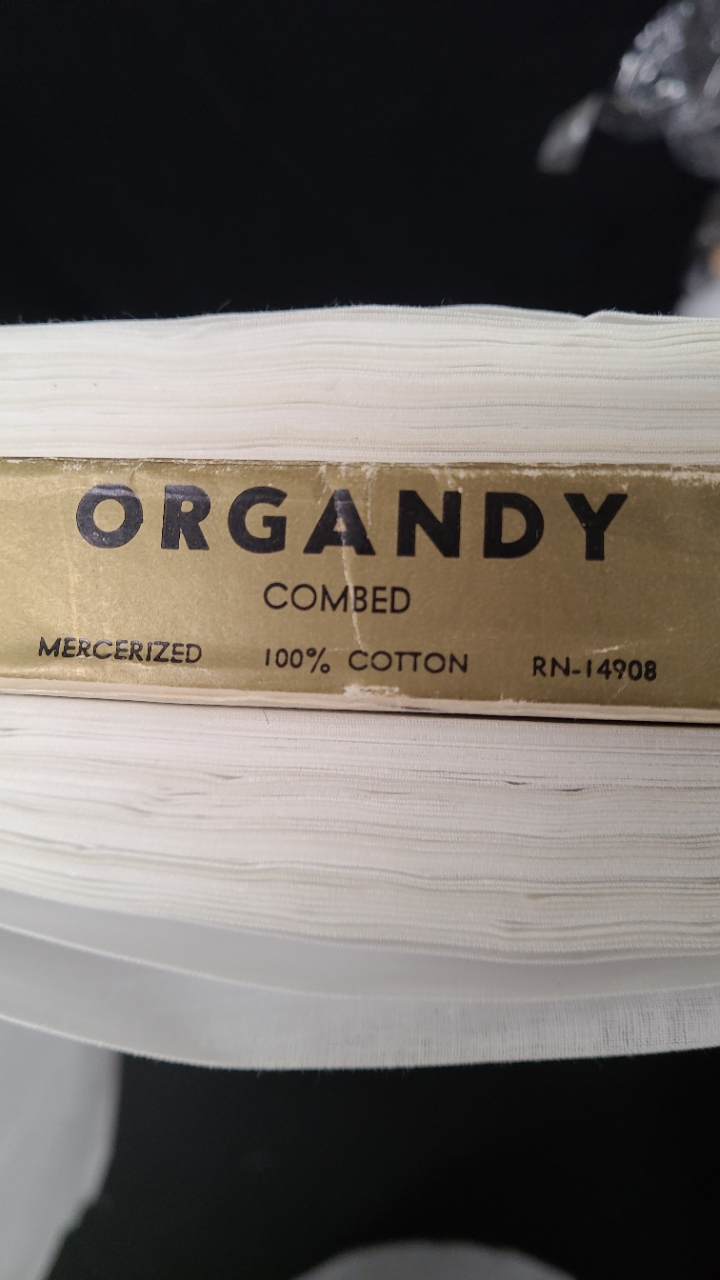 ORGANDY
COMBED
MERCERIZED 100% COTTON RN-14908